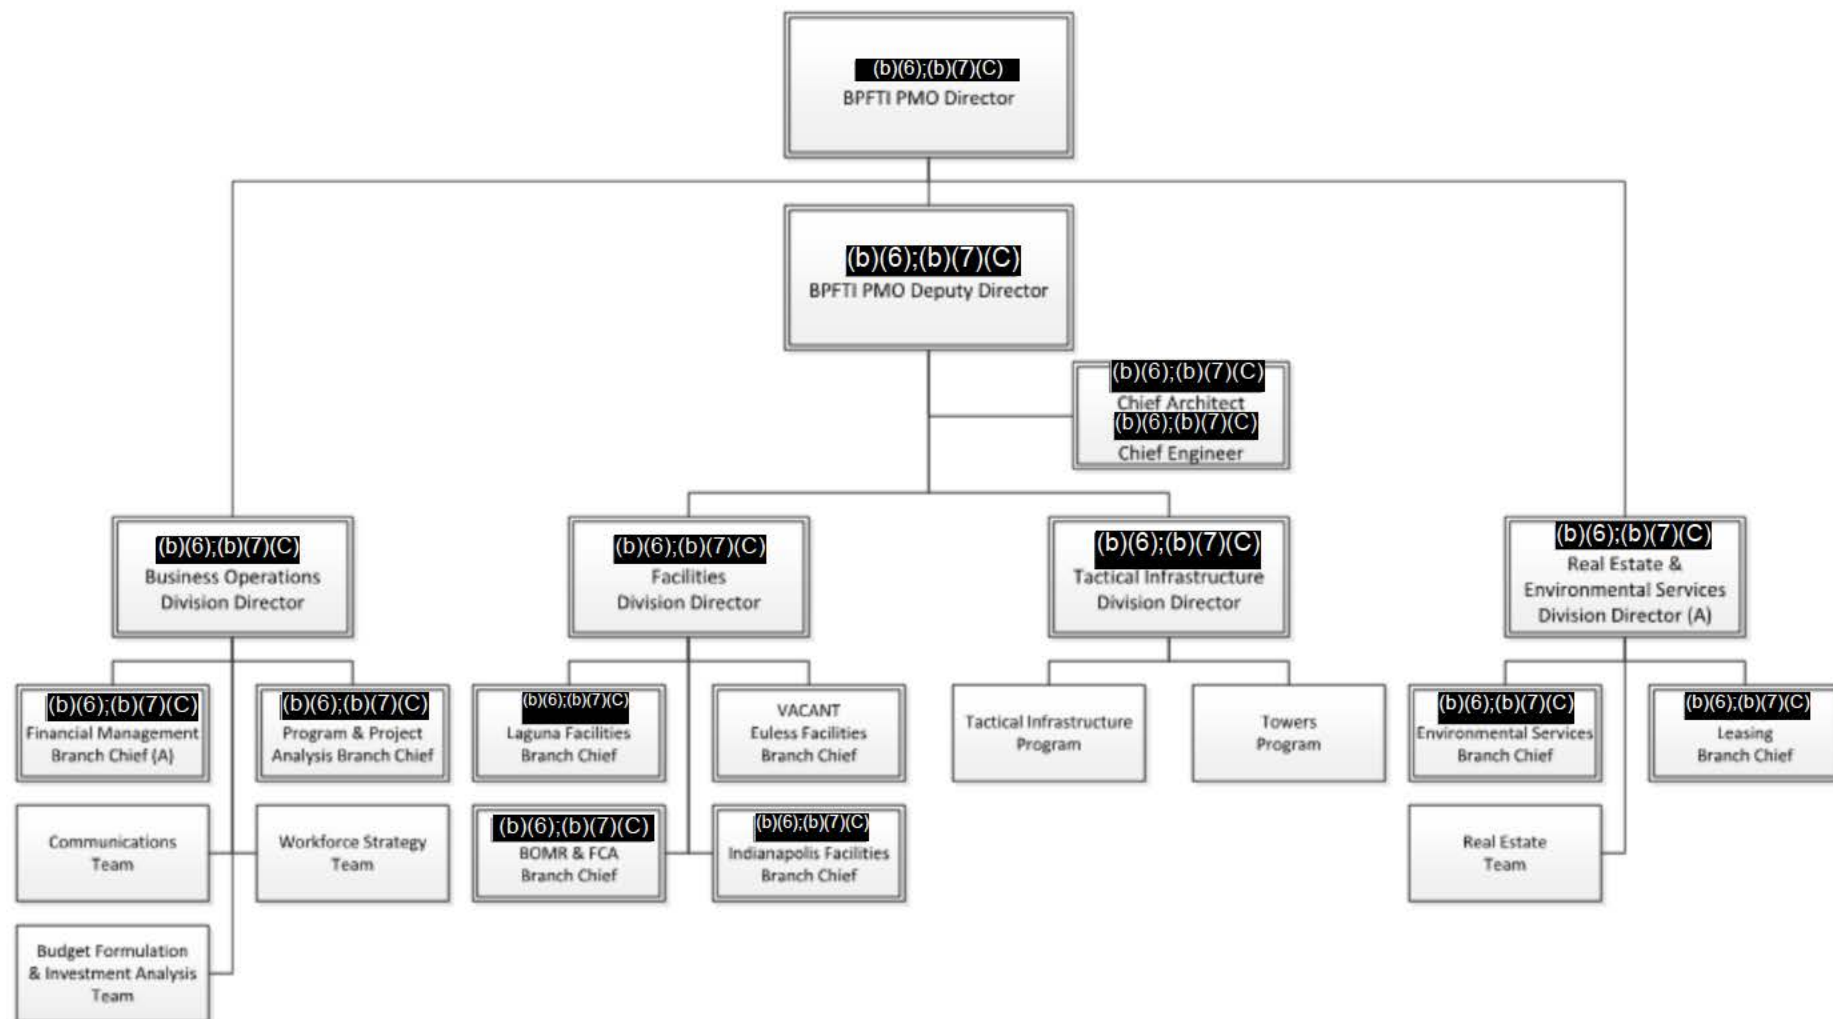 (b)(6);(b)(7)(C)
BPFTI PMO Director
(b)(6);(b)(7)(C)
BPFTI PMO Deputy Director
(b)(6);(b)(7)(C)
Chief Architect
(b)(6);(b)(7)(C)
Chief Engineer
(b)(6);(b)(7)(C)
Business Operations
Division Director
(b)(6);(b)(7)(C)
Facilities
Division Director
(b)(6);(b)(7)(C)
Tactical Infrastructure
Division Director
(b)(6);(b)(7)(C)
Real Estate &
Environmental Services
Division Director (A)
(b)(6);(b)(7)(C)
Financial Management
Branch Chief (A)
(b)(6);(b)(7)(C)
Program & Project
Analysis Branch Chief
(b)(6);(b)(7)(C)
Laguna Facilities
Branch Chief
VACANT
Euless Facilities
Branch Chief
Tactical Infrastructure
Program
Towers
Program
(b)(6);(b)(7)(C)
Environmental Services
Branch Chief
(b)(6);(b)(7)(C)
Leasing
Branch Chief
Communications
Team
Workforce Strategy
Team
(b)(6);(b)(7)(C)
BOMR & FCA
Branch Chief
(b)(6);(b)(7)(C)
Indianapolis Facilities
Branch Chief
Real Estate
Team
Budget Formulation
& Investment Analysis
Team